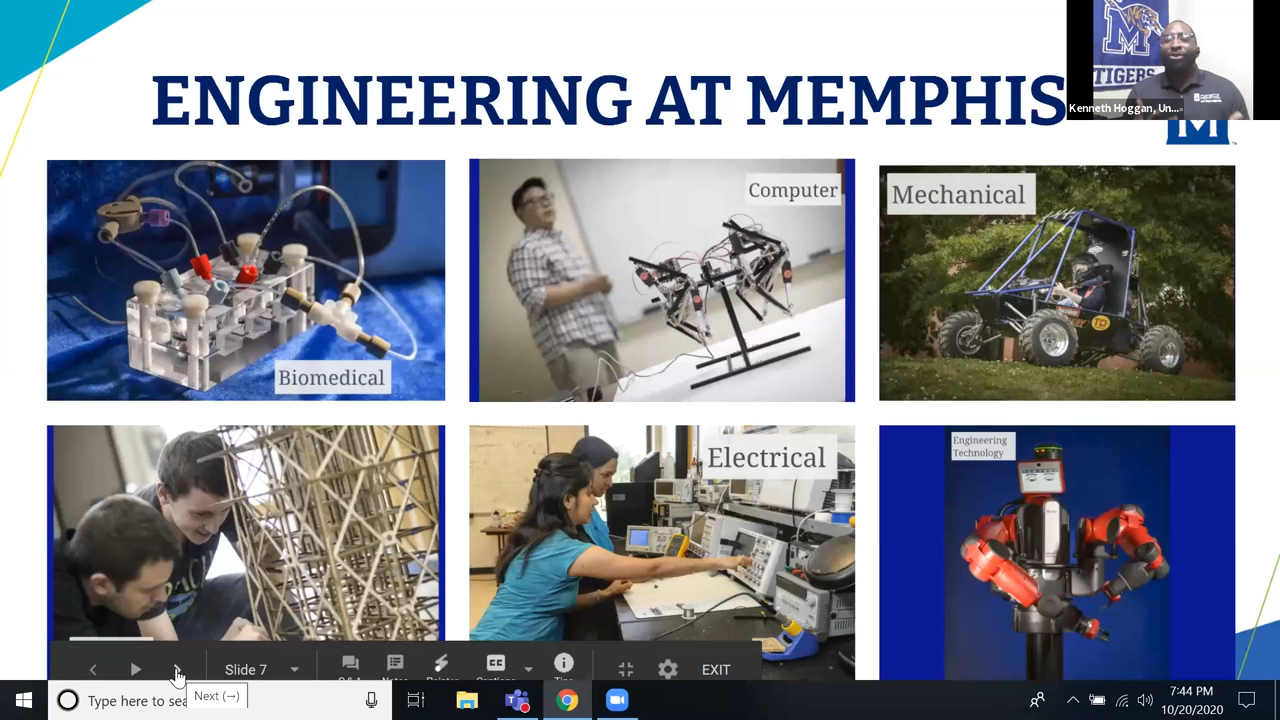 ENGINEERING AT MEMPHIS
M
TIGERS
Kenneth Hoggan, Un...
M
Biomedical
Computer
Mechanical
Electrical
Engineering
Technology
Slide 7
EXIT
Next (→)
Type here to sea
7:44 PM
10/20/2020